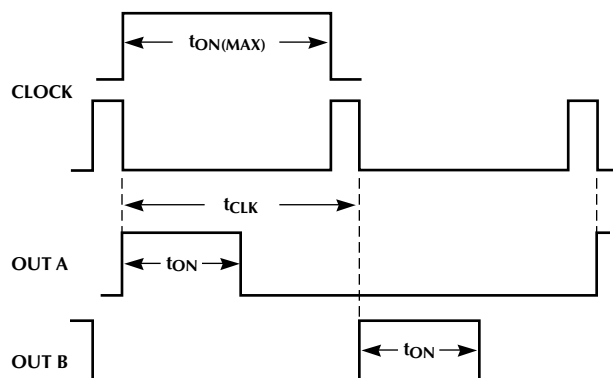 tON(MAX)
CLOCK
tCLK
OUT A
tON
OUT B
tON